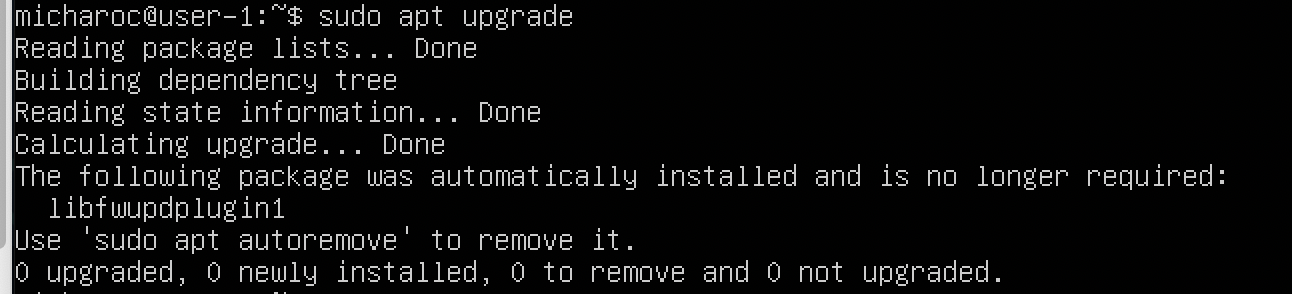 micharoc@user-1:~$ sudo apt upgrade
Reading package lists... Done
Building dependency tree
Reading state information... Done
Calculating upgrade... Done
The following package was automatically installed and is no longer required:
  libfwupdplugin1
Use 'sudo apt autoremove' to remove it.
0 upgraded, 0 newly installed, 0 to remove and 0 not upgraded.